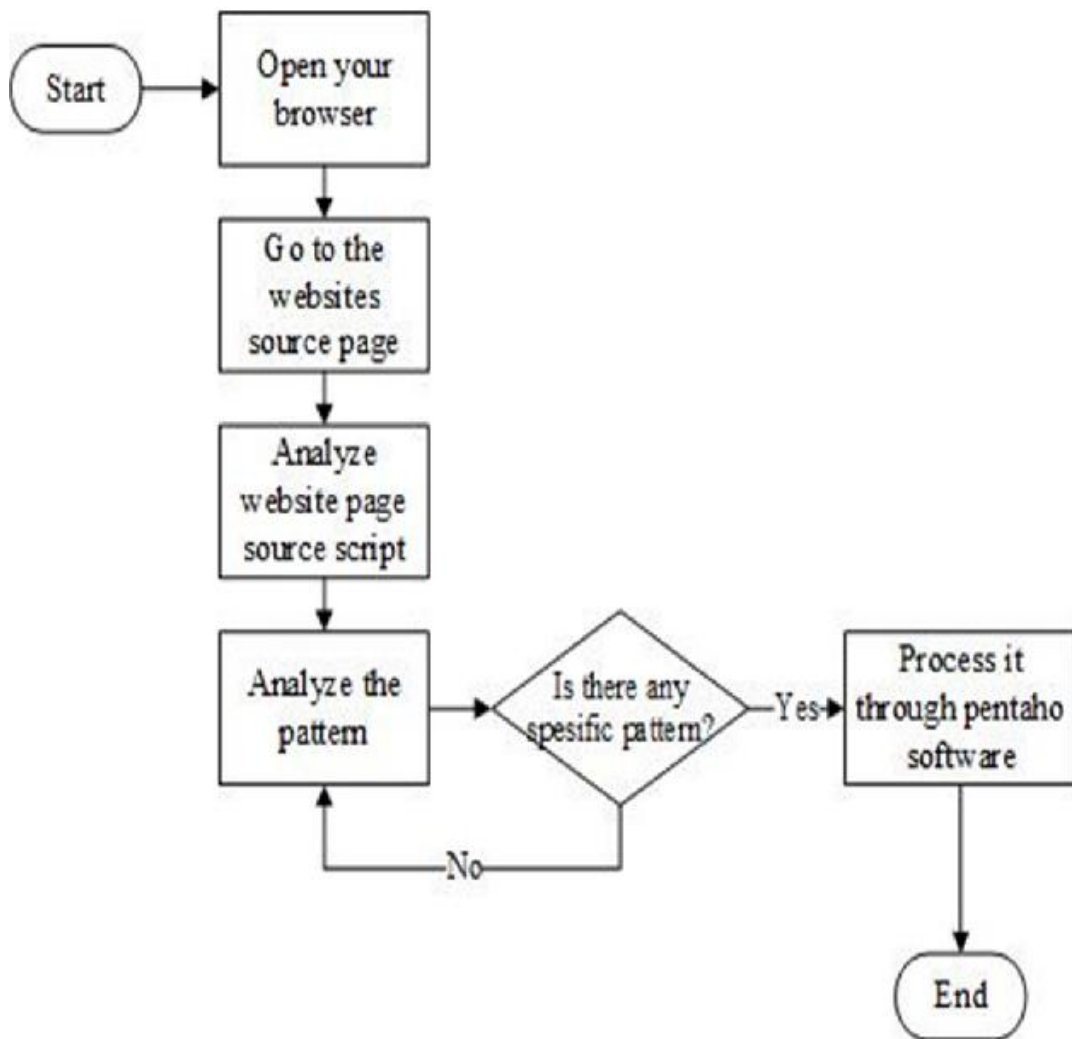 Start
Open your
browser
Go to the
websites
source page
Analyze
website page
source script
Analyze the
pattern
Is there any
spesific pattern?
Yes
Process it
through pentaho
software
No
End